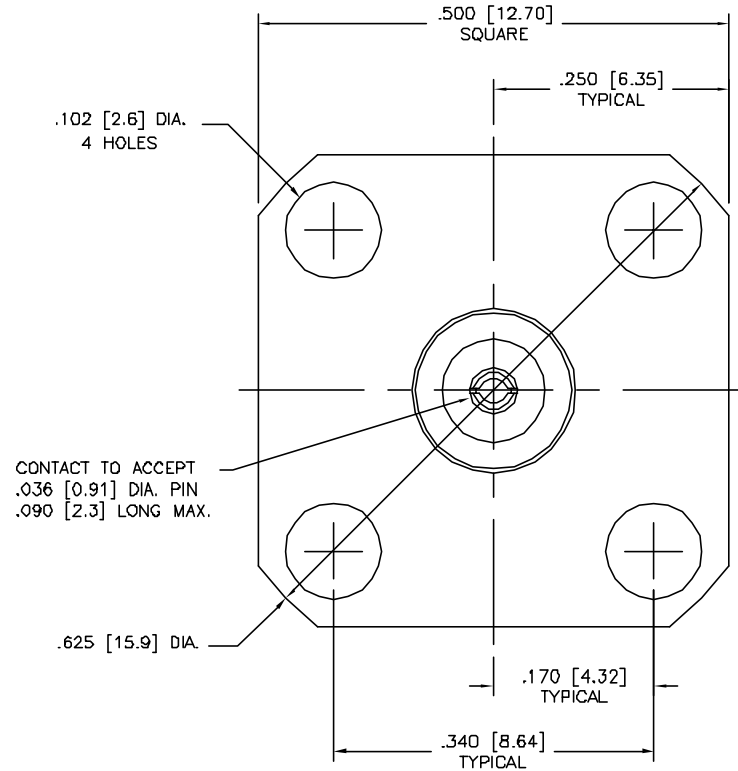 .500 [12.70]
SQUARE
.250 [6.35]
TYPICAL
.102 [2.6] DIA.
4 HOLES
CONTACT TO ACCEPT
.036 [0.91] DIA. PIN
.090 [2.3] LONG MAX.
.625 [15.9] DIA.
.170 [4.32]
TYPICAL
.340 [8.64]
TYPICAL